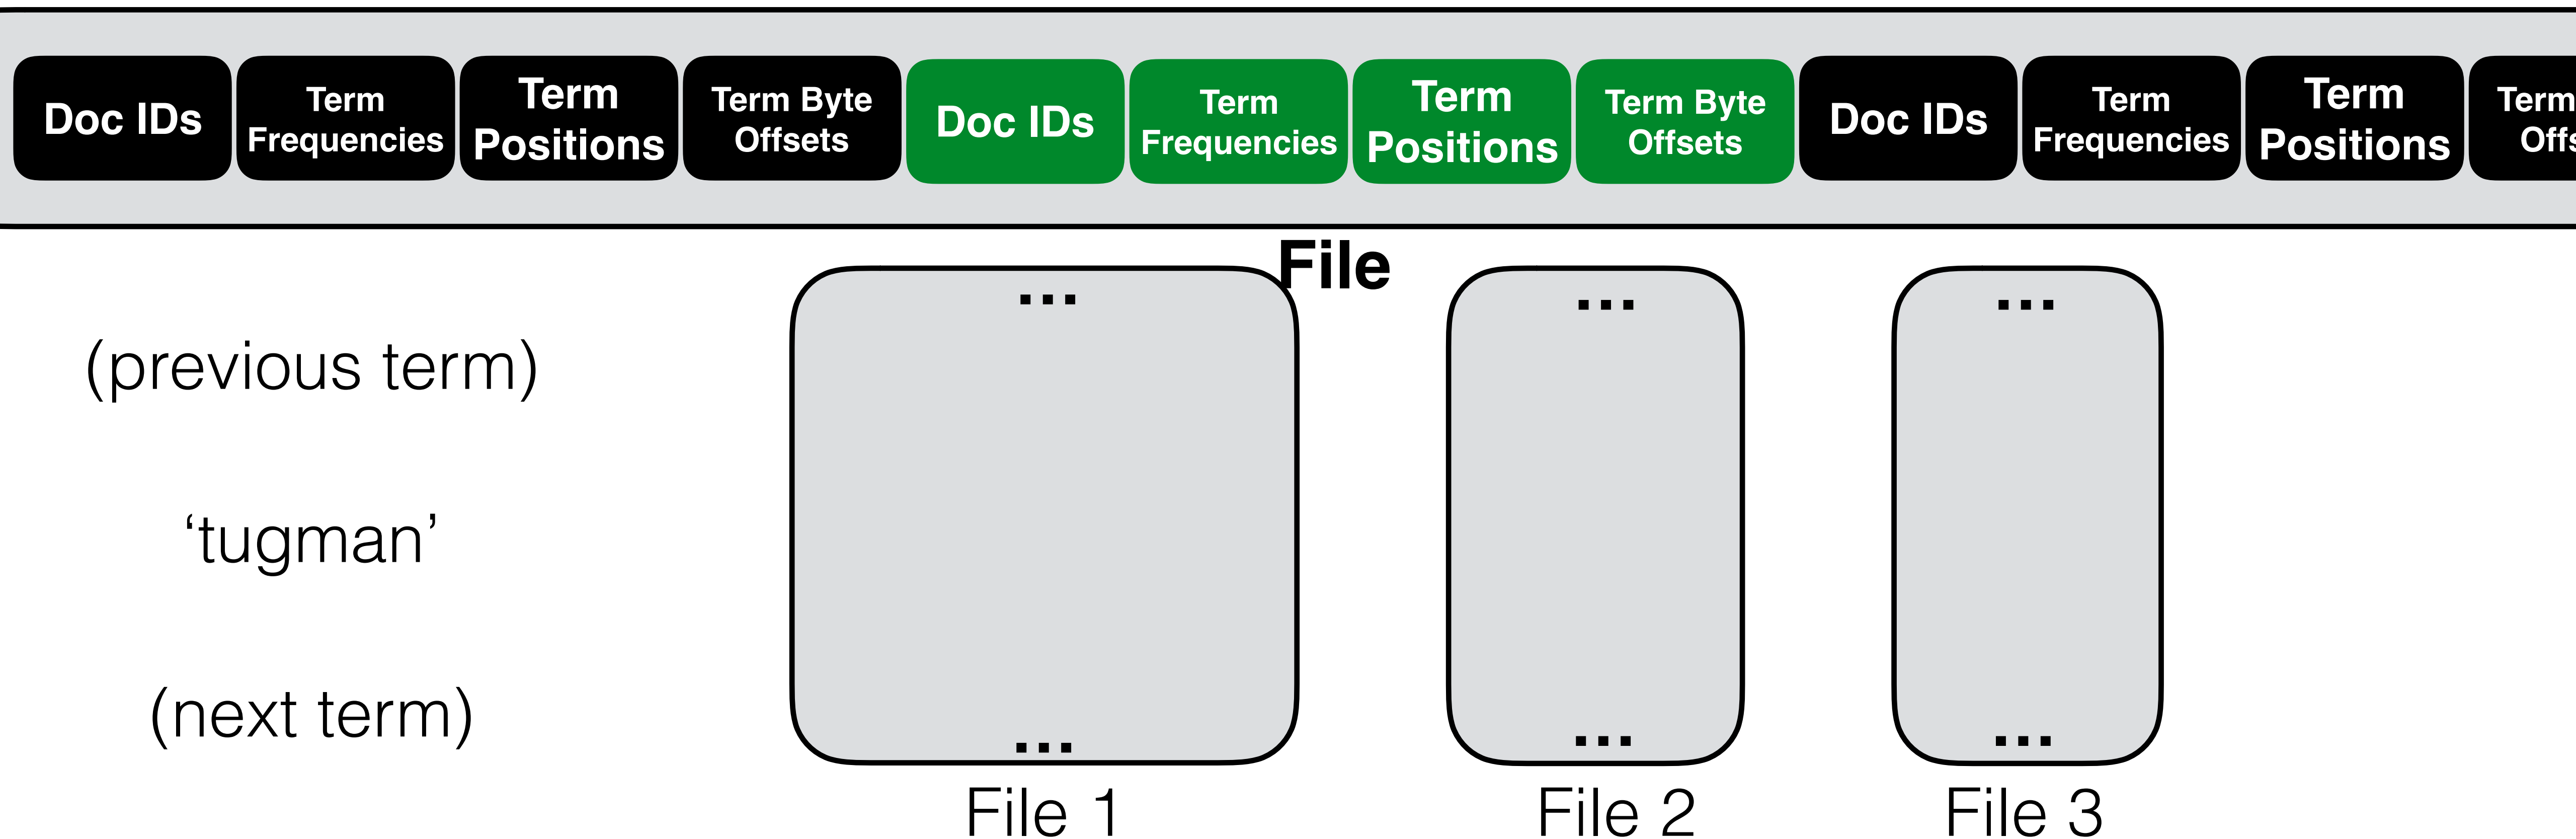 Doc IDs
Term
Frequencies
Term
Positions
Term Byte
Offsets
Doc IDs
Term
Frequencies
Term
Positions
Term Byte
Offsets
Doc IDs
Term
Frequencies
Term
Positions
Term
Offs
File
...
...
...
(previous term)
‘tugman’
(next term)
...
...
...
File 1
File 2
File 3